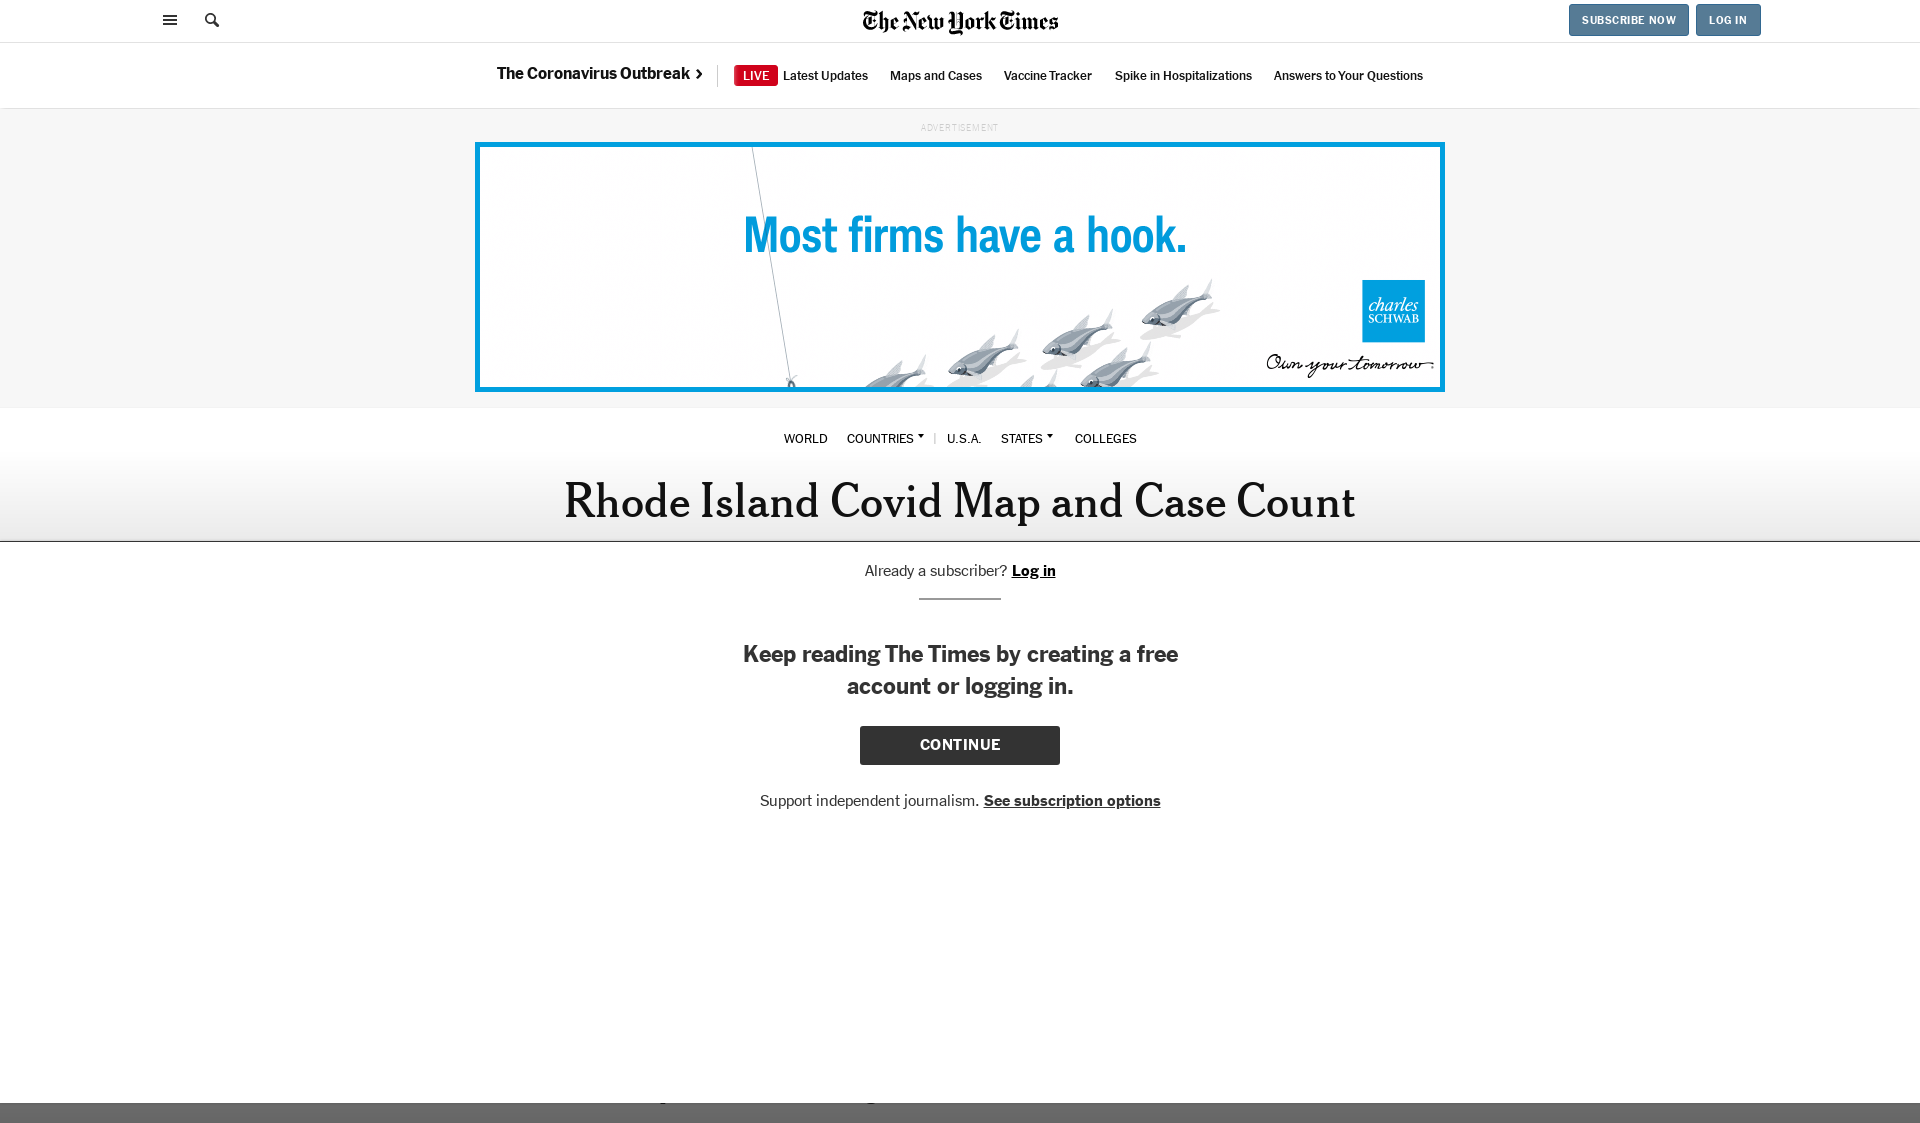 The New York Times
SUBSCRIBE NOW
LOG IN
The Coronavirus Outbreak
LIVE Latest Updates
Maps and Cases
Vaccine Tracker
Spike in Hospitalizations
Answers to Your Questions
ADVERTISEMENT
Most firms have a hook.
charles
SCHWAB
Own your tomorrow
WORLD
COUNTRIES
U.S.A.
STATES
COLLEGES
Rhode Island Covid Map and Case Count
Already a subscriber? Log in
Keep reading The Times by creating a free
account or logging in.
CONTINUE
Support independent journalism. See subscription options